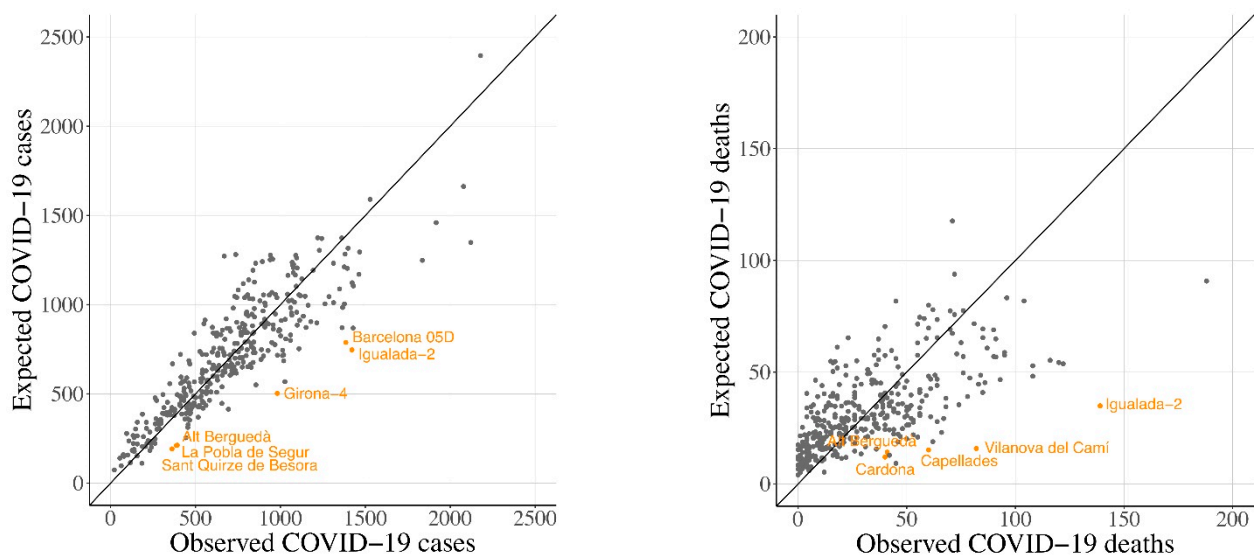 Expected COVID−19 cases
2500
2000
1500
1000
500
0
Barcelona 05D
Igualada−2
Girona−4
Alt Berguedà
La Pobla de Segur
Sant Quirze de Besora
0 500 1000 1500 2000 2500
Observed COVID−19 cases
Expected COVID−19 deaths
200
150
100
50
0
Igualada−2
Alt Berguedà
Vilanova del Camí
Capellades
Cardona
0 50 100 150 200
Observed COVID−19 deaths